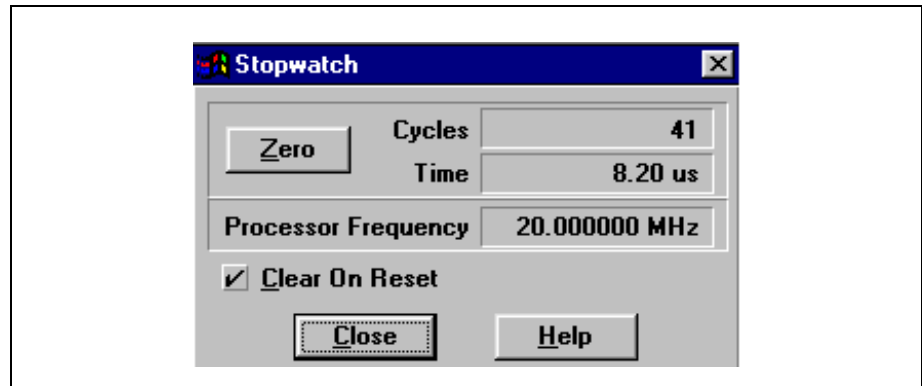 Stopwatch
Zero
Cycles 41
Time 8.20 us
Processor Frequency 20.000000 MHz
Clear On Reset
Close Help